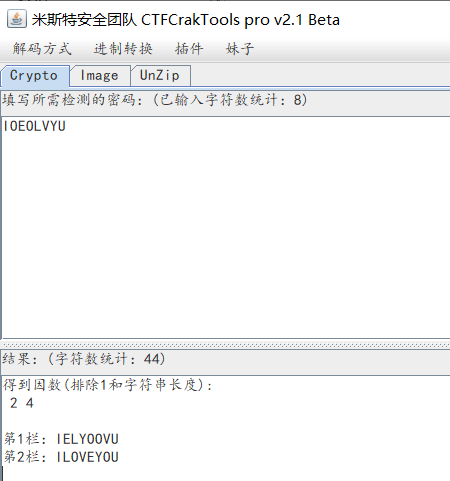 米斯特安全团队 CTFCrakTools pro v2.1 Beta
解码方式 进制转换 插件 妹子
Crypto Image UnZip
填写所需检测的密码：(已输入字符数统计：8)
IOEOLVYU
结果：(字符数统计：44)
得到因数(排除1和字符串长度)：
2 4
第1栏：IELYOOVU
第2栏：ILOVEYOU